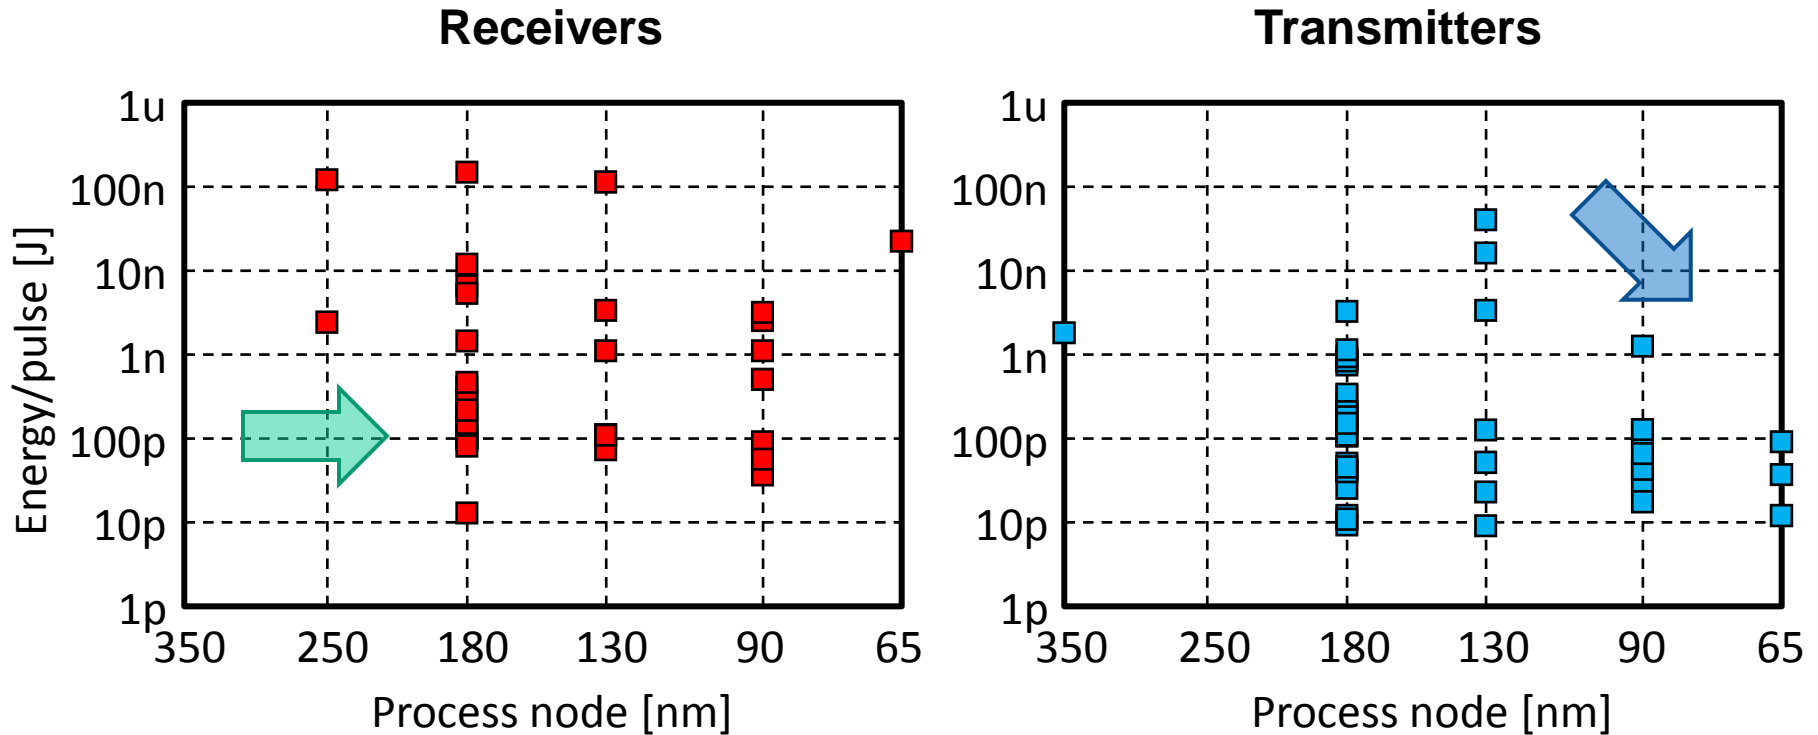 Receivers
Transmitters
Energy/pulse [J]
1u
100n
10n
1n
100p
10p
1p
350 250 180 130 90 65
Process node [nm]
1u
100n
10n
1n
100p
10p
1p
350 250 180 130 90 65
Process node [nm]